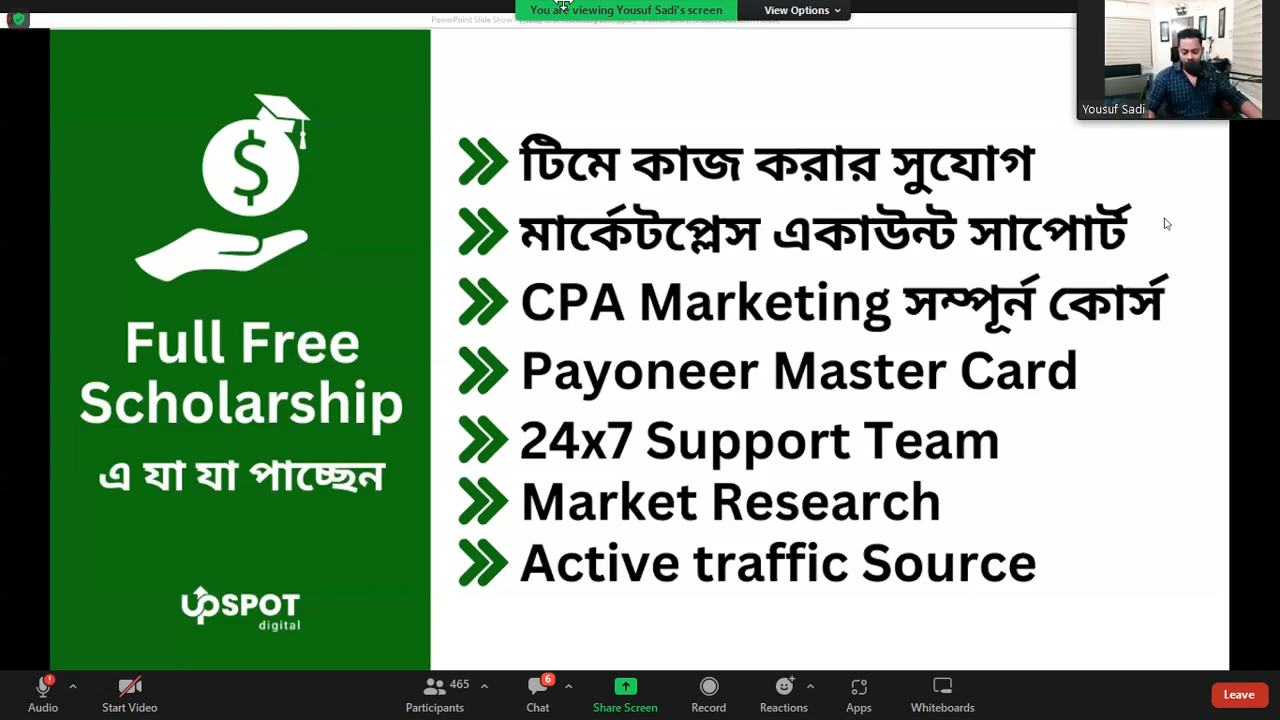 You are viewing Yousuf Sadi's screen
View Options
Yousuf Sadi
$
Full Free
Scholarship
এ যা যা পাচ্ছেন
UPSPOT
digital
টিমে কাজ করার সুযোগ
মার্কেটপ্লেস একাউন্ট সাপোর্ট
CPA Marketing সম্পূর্ন কোর্স
Payoneer Master Card
24x7 Support Team
Market Research
Active traffic Source
Audio
Start Video
465
Participants
6
Chat
Share Screen
Record
Reactions
Apps
Whiteboards
Leave